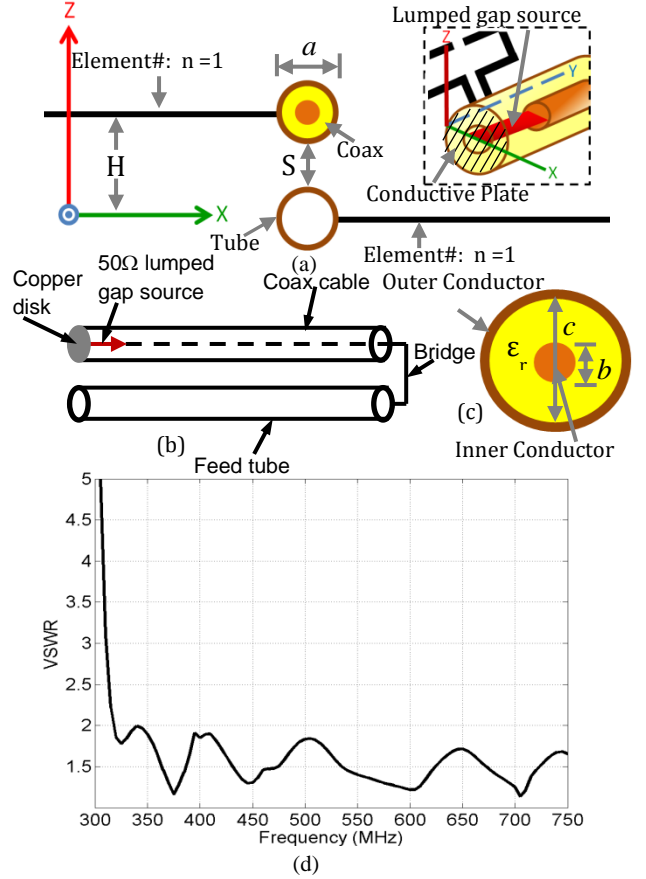 Z
a
Lumped gap source
Element#: n =1
Y
Z
H
S
Coax
X
X
Conductive Plate
Tube
(a)
Element#: n=1
Copper disk
50Ω lumped gap source
Outer Conductor
Coax cable
Bridge
c
εr
b
(c)
(b)
Inner Conductor
Feed tube
5
4.5
4
3.5
3
2.5
2
1.5
VSWR
300 350 400 450 500 550 600 650 700 750
Frequency (MHz)
(d)